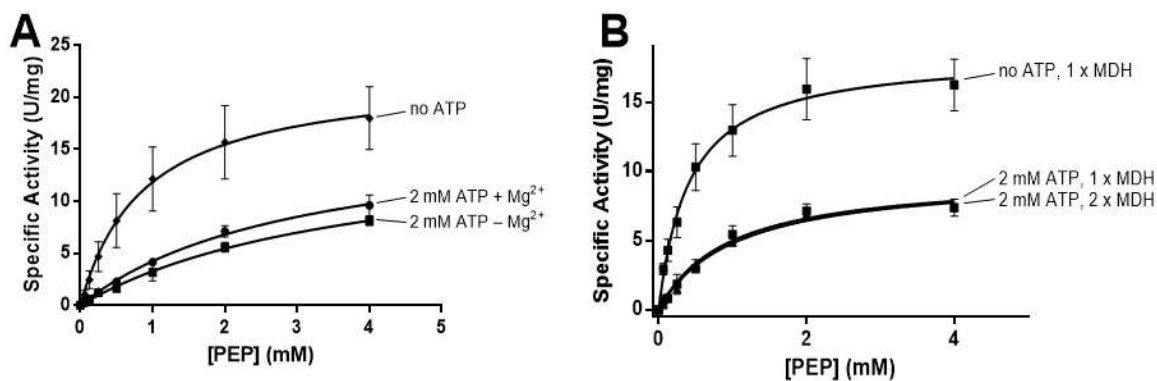 A
Specific Activity (U/mg)
25
20
15
10
5
0
no ATP
2 mM ATP + Mg²⁺
2 mM ATP – Mg²⁺
0
1
2
3
4
5
[PEP] (mM)
B
Specific Activity (U/mg)
15
10
5
0
no ATP, 1 x MDH
2 mM ATP, 1 x MDH
2 mM ATP, 2 x MDH
0
2
4
[PEP] (mM)